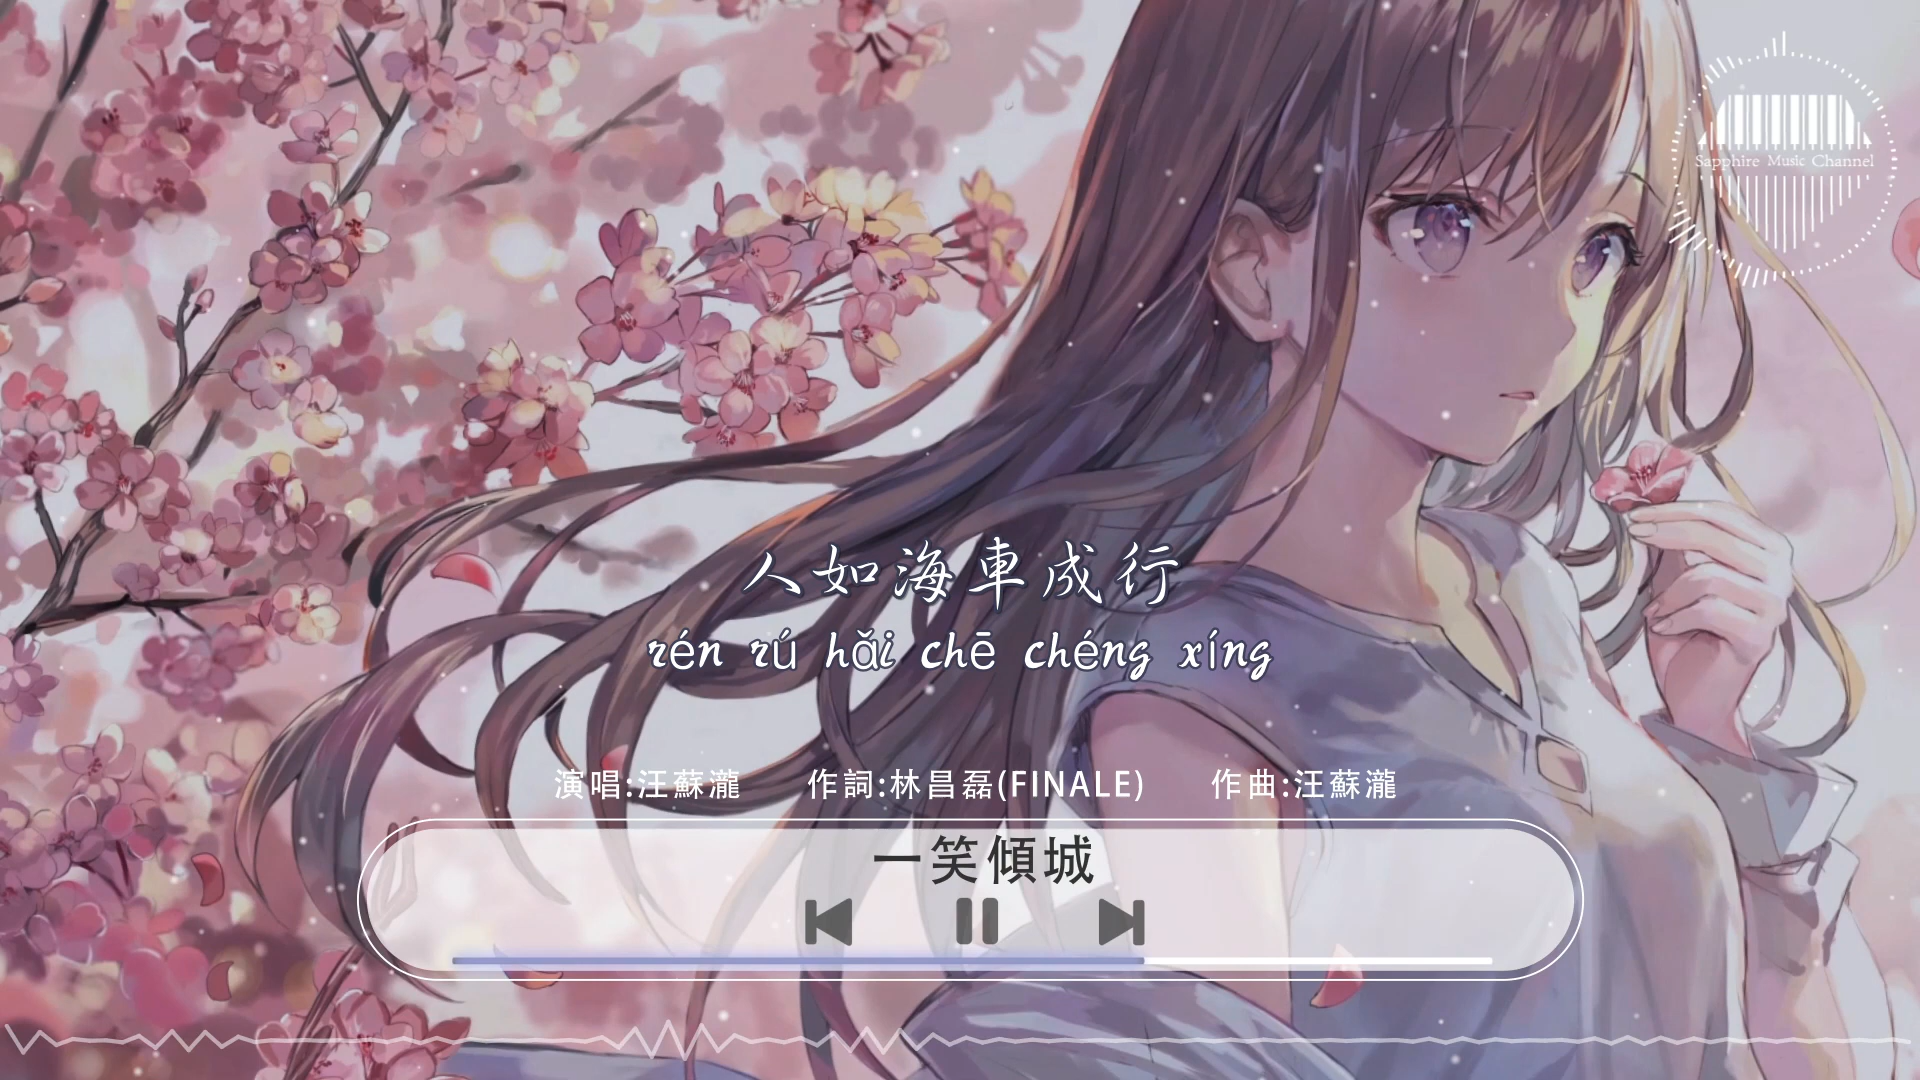 Sapphire Music Channel
人如海車成行
rén rú hǎi chē chéng xíng
演唱:汪蘇瀧 作詞:林昌磊(FINALE) 作曲:汪蘇瀧
一笑傾城